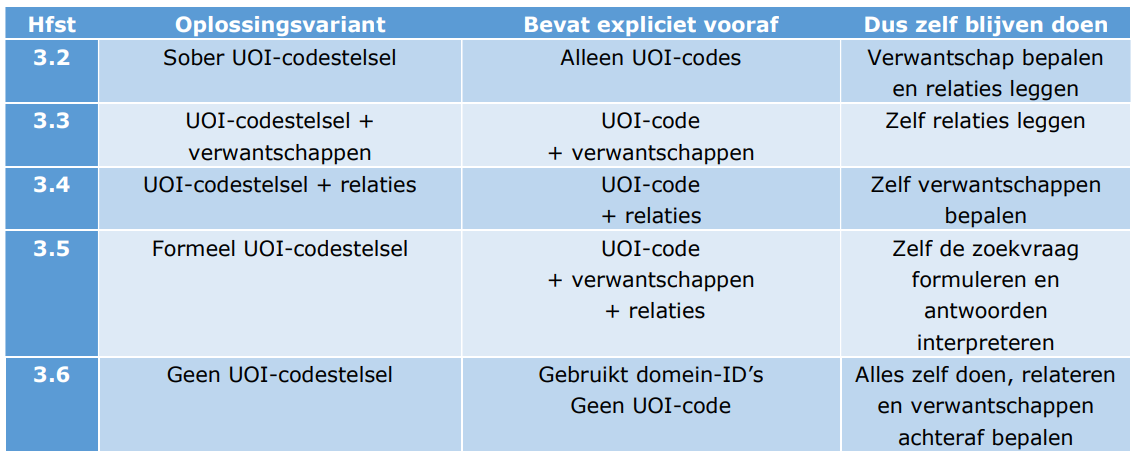 Hfst Oplossingsvariant Bevat expliciet vooraf Dus zelf blijven doen
3.2 Sober UOI-codestelsel Alleen UOI-codes Verwantschap bepalen
en relaties leggen
3.3 UOI-codestelsel + UOI-code Zelf relaties leggen
verwantschappen + verwantschappen
3.4 UOI-codestelsel + relaties UOI-code Zelf verwantschappen
+ relaties bepalen
3.5 Formeel UOI-codestelsel UOI-code Zelf de zoekvraag
+ verwantschappen formuleren en
+ relaties antwoorden
interpreteren
3.6 Geen UOI-codestelsel Gebruikt domein-ID’s Alles zelf doen, relateren
Geen UOI-code en verwantschappen
achteraf bepalen